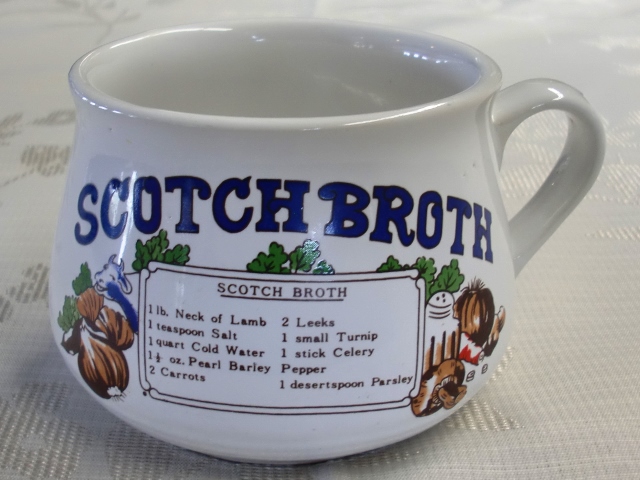 SCOTCH BROTH
SCOTCH BROTH
1 lb. Neck of Lamb
1 teaspoon Salt
1 quart Cold Water
1½ oz. Pearl Barley
2 Carrots
2 Leeks
1 small Turnip
1 stick Celery
Pepper
1 desertspoon Parsley